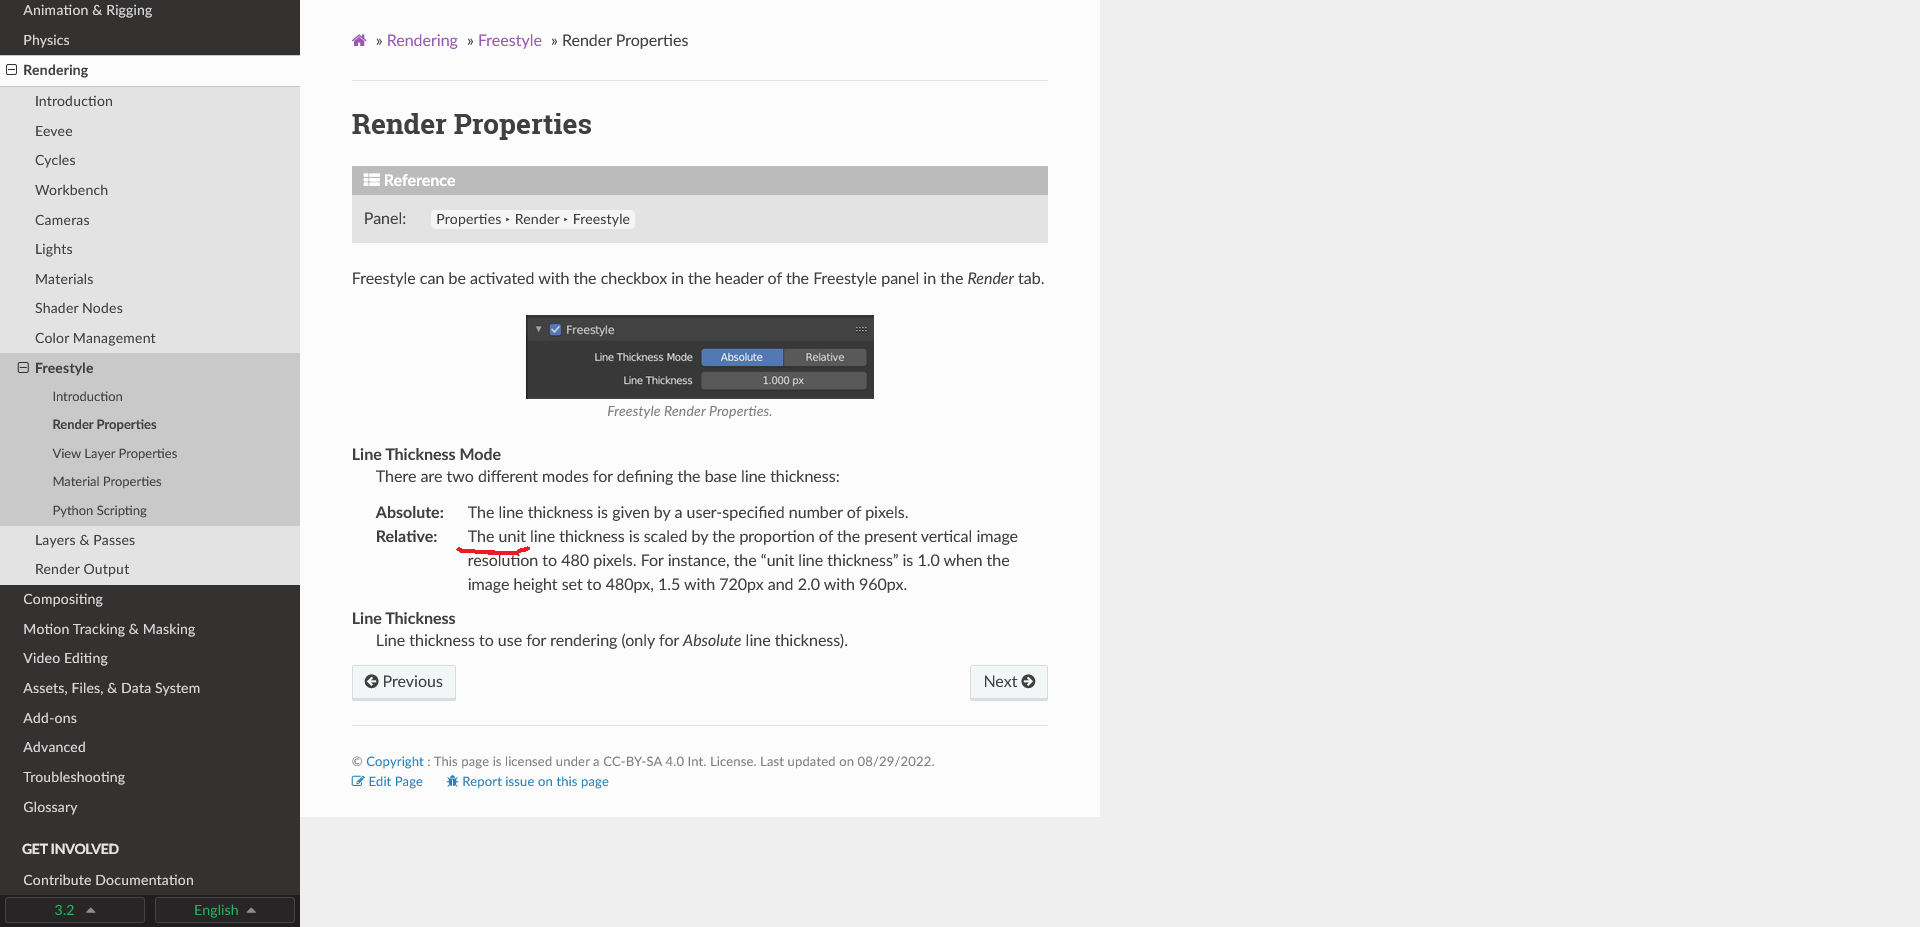 Animation & Rigging
Physics
Rendering
Introduction
Eevee
Cycles
Workbench
Cameras
Lights
Materials
Shader Nodes
Color Management
Freestyle
Introduction
Render Properties
View Layer Properties
Material Properties
Python Scripting
Layers & Passes
Render Output
Compositing
Motion Tracking & Masking
Video Editing
Assets, Files, & Data System
Add-ons
Advanced
Troubleshooting
Glossary
GET INVOLVED
Contribute Documentation
3.2
English
» Rendering » Freestyle » Render Properties
Render Properties
Reference
Panel: Properties ‣ Render ‣ Freestyle
Freestyle can be activated with the checkbox in the header of the Freestyle panel in the Render tab.
Freestyle
Line Thickness Mode Absolute Relative
Line Thickness 1.000 px
Freestyle Render Properties.
Line Thickness Mode
There are two different modes for defining the base line thickness:
Absolute: The line thickness is given by a user-specified number of pixels.
Relative: The unit line thickness is scaled by the proportion of the present vertical image
resolution to 480 pixels. For instance, the “unit line thickness” is 1.0 when the
image height set to 480px, 1.5 with 720px and 2.0 with 960px.
Line Thickness
Line thickness to use for rendering (only for Absolute line thickness).
Previous
Next
© Copyright : This page is licensed under a CC-BY-SA 4.0 Int. License. Last updated on 08/29/2022.
Edit Page Report issue on this page